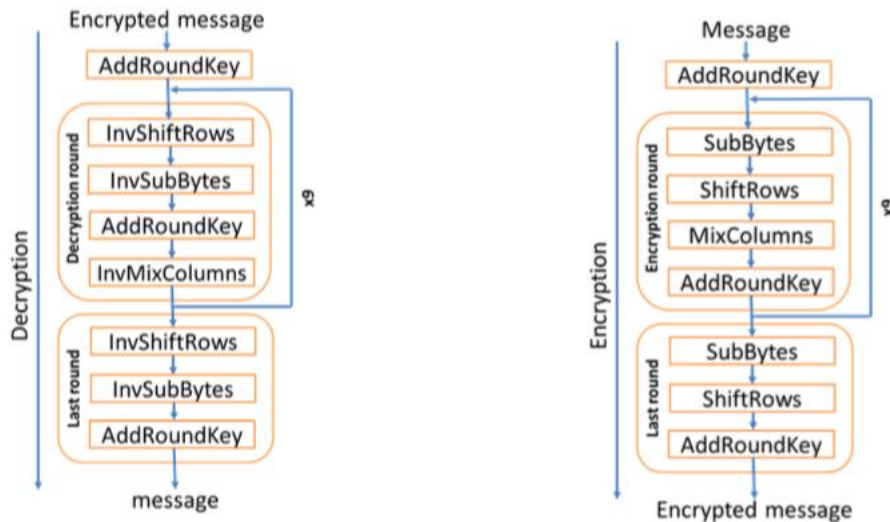 Encrypted message
AddRoundKey
InvShiftRows
InvSubBytes
AddRoundKey
InvMixColumns
Decryption round
x9
InvShiftRows
InvSubBytes
AddRoundKey
Last round
Decryption
message
Message
AddRoundKey
SubBytes
ShiftRows
MixColumns
AddRoundKey
Encryption round
x9
SubBytes
ShiftRows
AddRoundKey
Last round
Encryption
Encrypted message